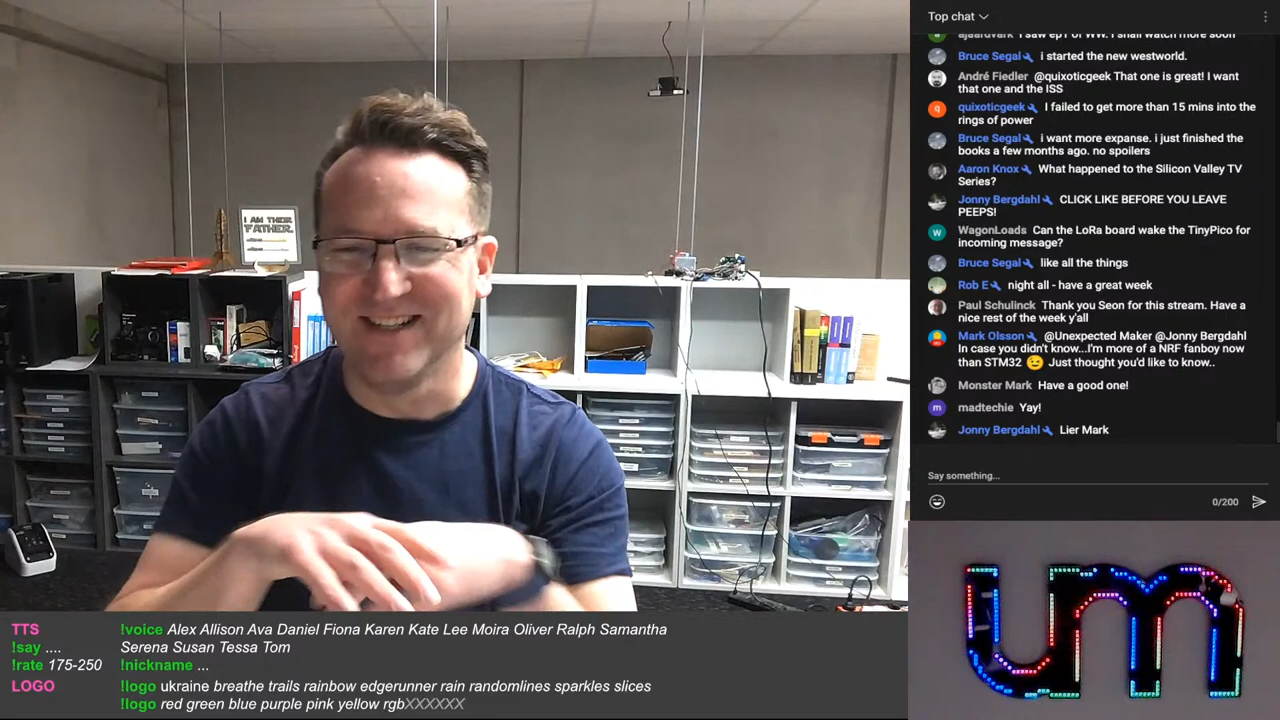 Top chat
ajaardvark I saw ep1 of WW. I shall watch more soon
Bruce Segal i started the new westworld.
André Fiedler @quixoticgeek That one is great! I want
that one and the ISS
quixoticgeek I failed to get more than 15 mins into the
rings of power
Bruce Segal i want more expanse. i just finished the
books a few months ago. no spoilers
Aaron Knox What happened to the Silicon Valley TV
Series?
Jonny Bergdahl CLICK LIKE BEFORE YOU LEAVE
PEEPS!
WagonLoads Can the LoRa board wake the TinyPico for
incoming message?
Bruce Segal like all the things
Rob E night all - have a great week
Paul Schulinck Thank you Seon for this stream. Have a
nice rest of the week y'all
Mark Olsson @Unexpected Maker @Jonny Bergdahl
In case you didn't know...I'm more of a NRF fanboy now
than STM32 😉 Just thought you'd like to know..
Monster Mark Have a good one!
madtechie Yay!
Jonny Bergdahl Lier Mark
Say something...
0/200
I AM THEIR
FATHER.
um
TTS !voice Alex Allison Ava Daniel Fiona Karen Kate Lee Moira Oliver Ralph Samantha
!say .... Serena Susan Tessa Tom
!rate 175-250 !nickname ...
LOGO !logo ukraine breathe trails rainbow edgerunner rain randomlines sparkles slices
!logo red green blue purple pink yellow rgbXXXXXX